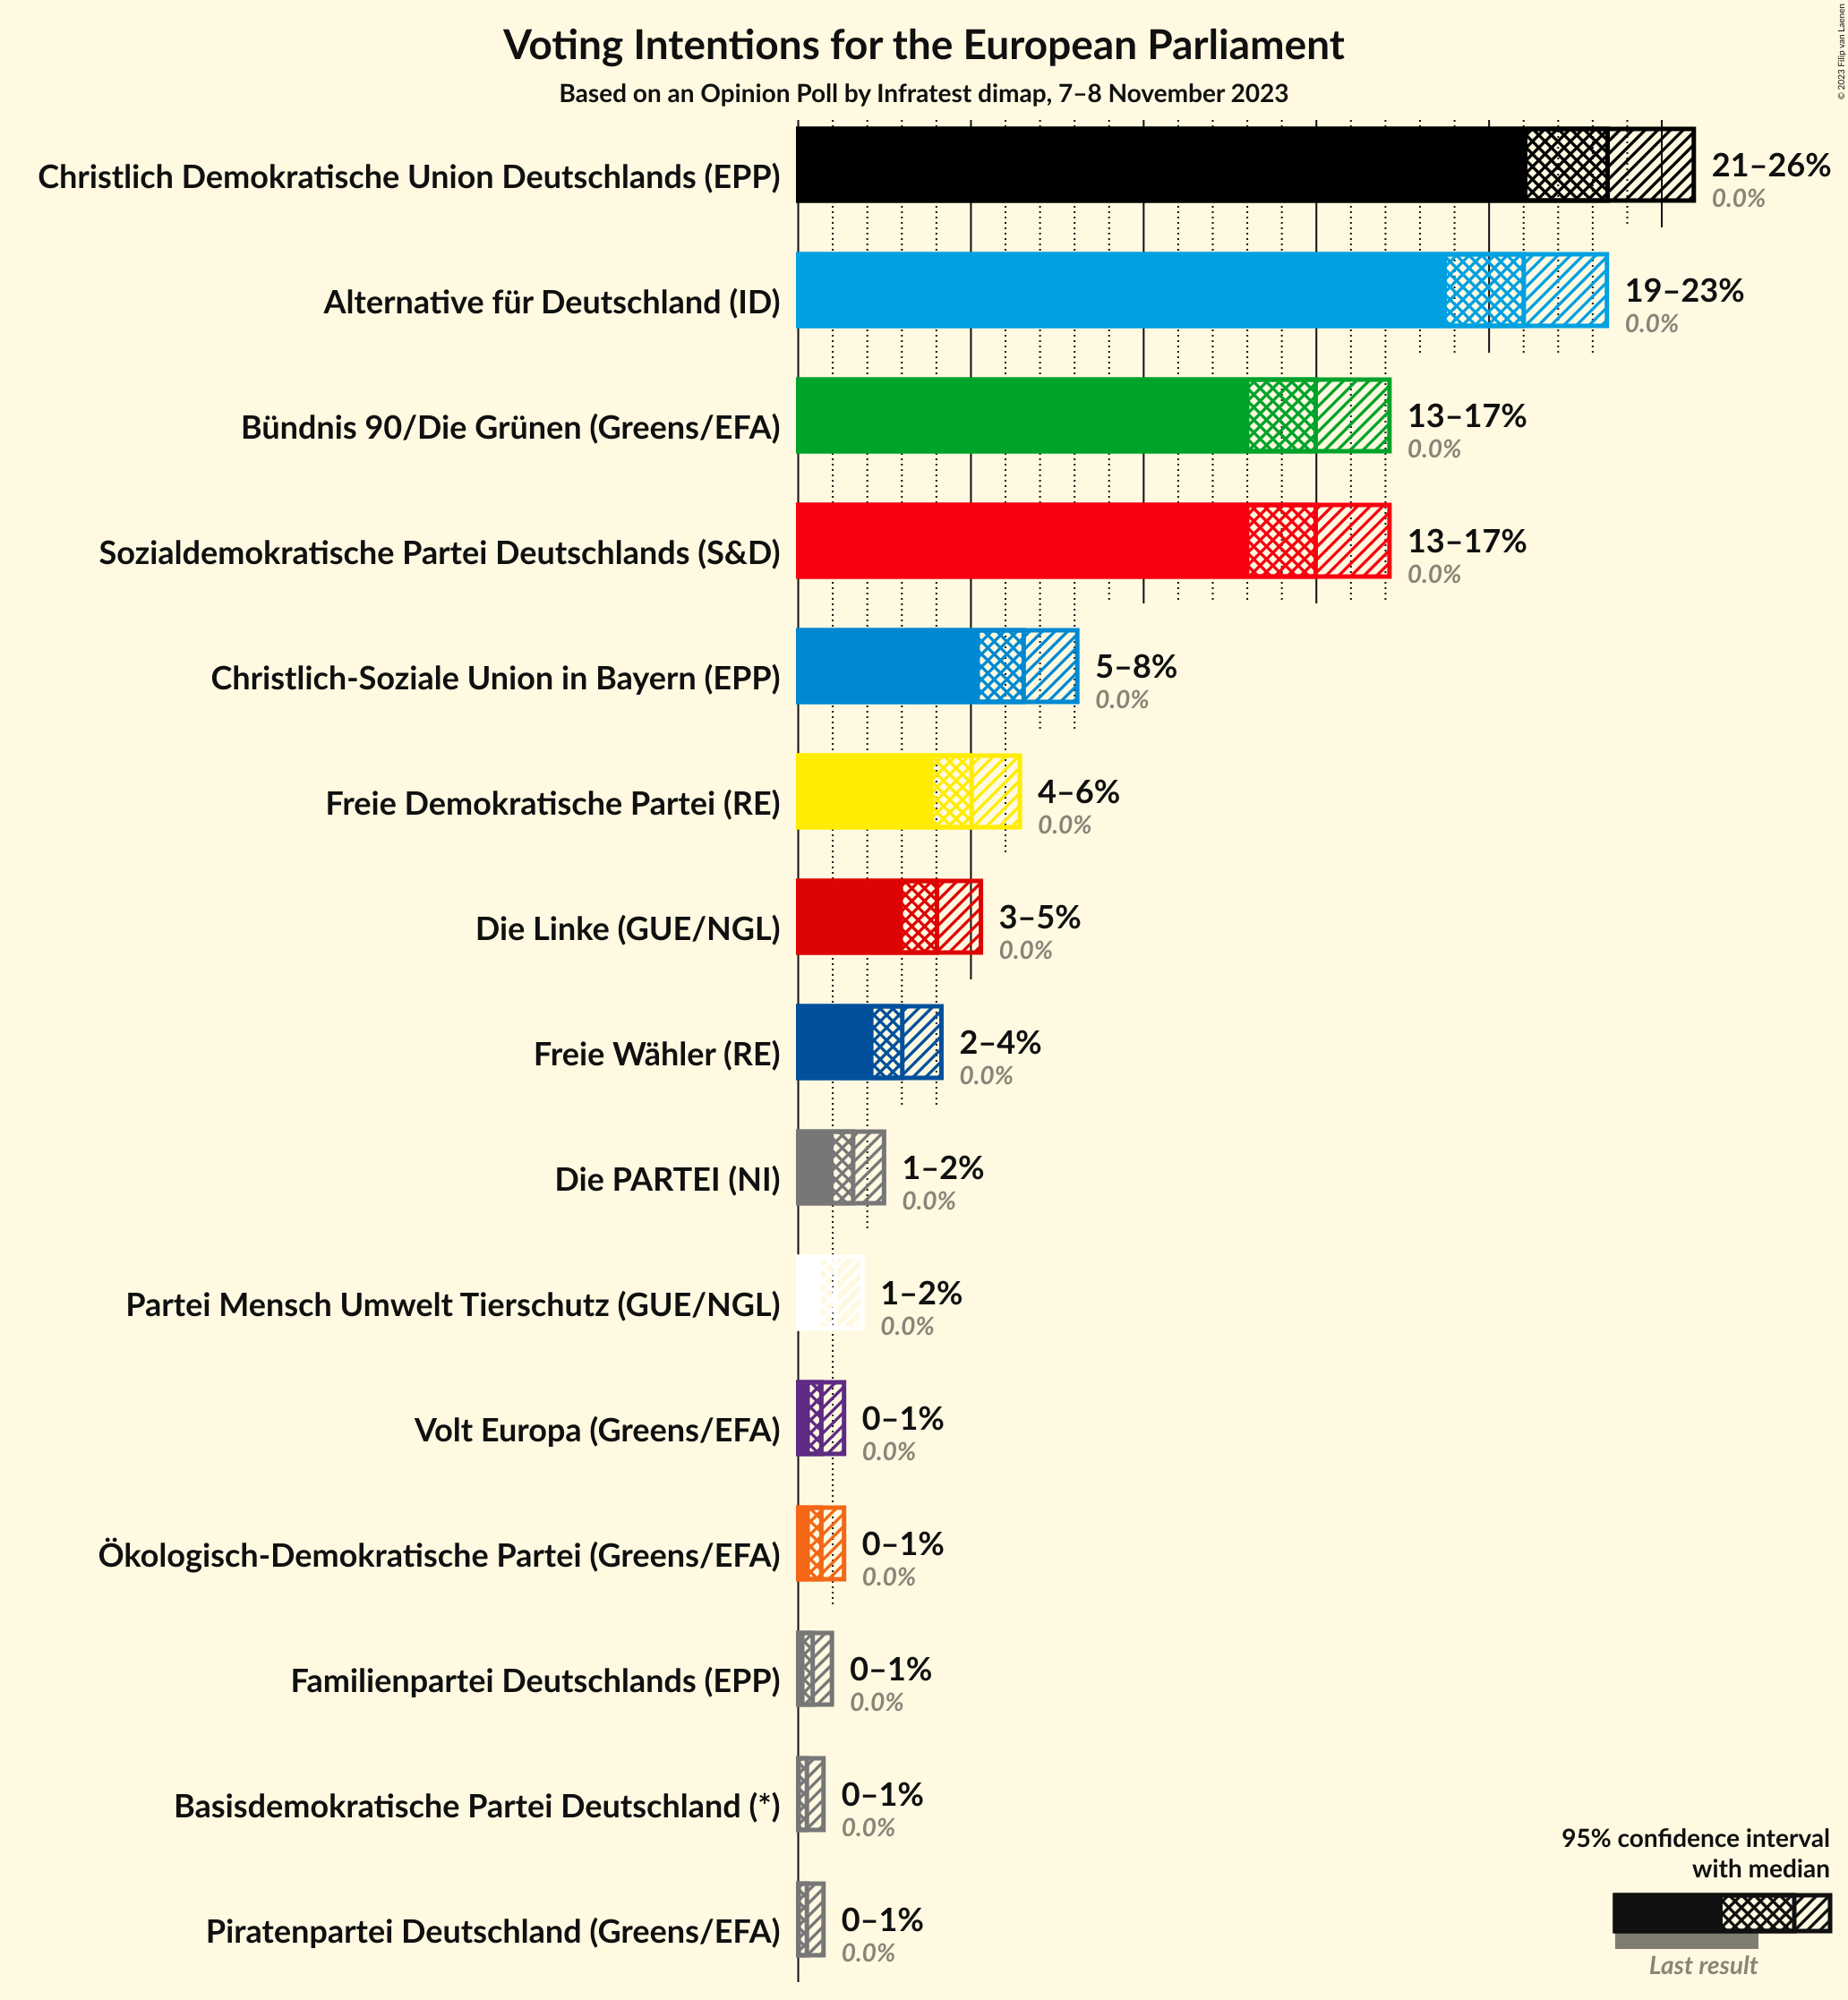 Voting Intentions for the European Parliament
Based on an Opinion Poll by Infratest dimap, 7–8 November 2023
© 2023 Filip van Laenen
Christlich Demokratische Union Deutschlands (EPP)
21–26%
0.0%
Alternative für Deutschland (ID)
19–23%
0.0%
Bündnis 90/Die Grünen (Greens/EFA)
13–17%
0.0%
Sozialdemokratische Partei Deutschlands (S&D)
13–17%
0.0%
Christlich-Soziale Union in Bayern (EPP)
5–8%
0.0%
Freie Demokratische Partei (RE)
4–6%
0.0%
Die Linke (GUE/NGL)
3–5%
0.0%
Freie Wähler (RE)
2–4%
0.0%
Die PARTEI (NI)
1–2%
0.0%
Partei Mensch Umwelt Tierschutz (GUE/NGL)
1–2%
0.0%
Volt Europa (Greens/EFA)
0–1%
0.0%
Ökologisch-Demokratische Partei (Greens/EFA)
0–1%
0.0%
Familienpartei Deutschlands (EPP)
0–1%
0.0%
Basisdemokratische Partei Deutschland (*)
0–1%
0.0%
Piratenpartei Deutschland (Greens/EFA)
0–1%
0.0%
95% confidence interval
with median
Last result